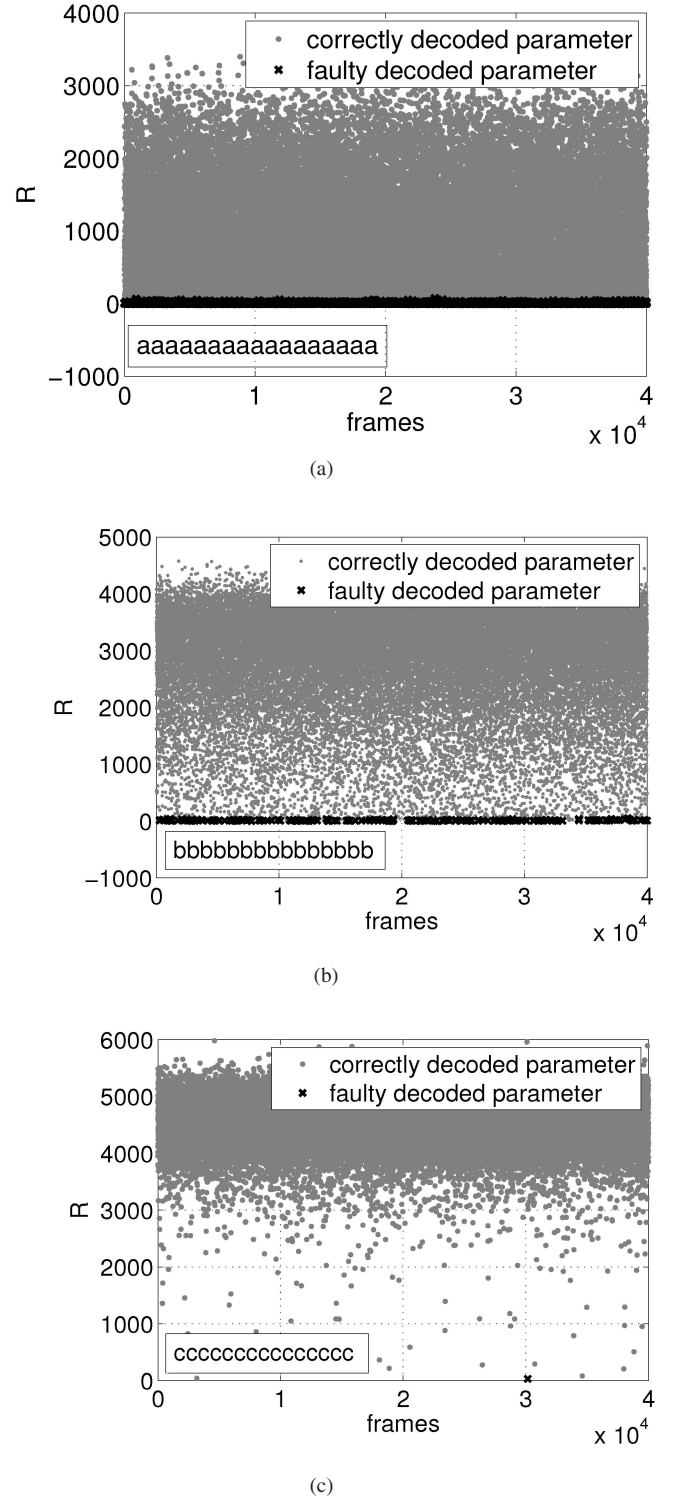 4000
3000
2000
1000
0
−1000
R
correctly decoded parameter
faulty decoded parameter
aaaaaaaaaaaaaaaaa
0 1 2 3 4
frames
x 10^4
(a)
5000
4000
3000
2000
1000
0
−1000
R
correctly decoded parameter
faulty decoded parameter
bbbbbbbbbbbbbbb
0 1 2 3 4
frames
x 10^4
(b)
6000
5000
4000
3000
2000
1000
0
R
correctly decoded parameter
faulty decoded parameter
ccccccccccccccc
0 1 2 3 4
frames
x 10^4
(c)